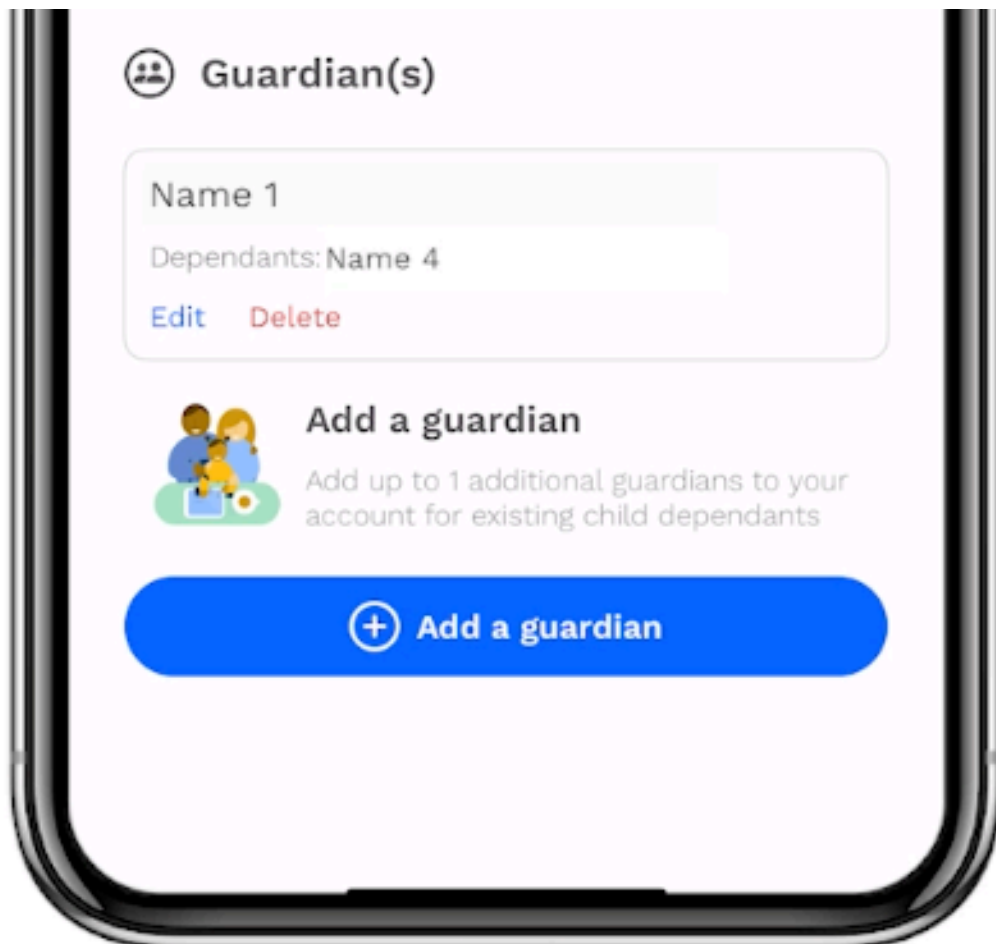 Guardian(s)
Name 1
Dependants: Name 4
Edit Delete
Add a guardian
Add up to 1 additional guardians to your
account for existing child dependants
Add a guardian